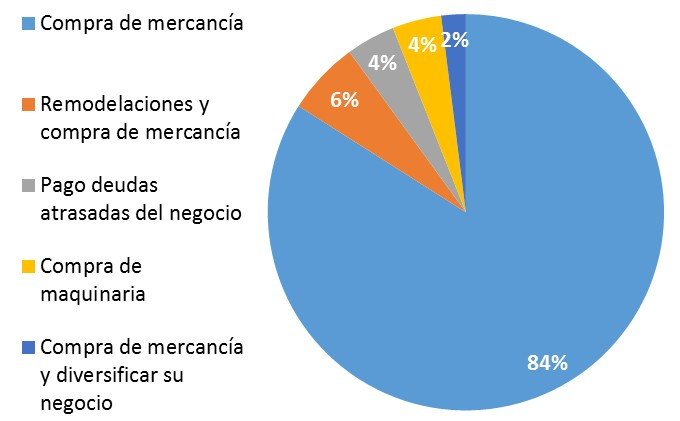 Compra de mercancía
Remodelaciones y
compra de mercancía
Pago deudas
atrasadas del negocio
Compra de
maquinaria
Compra de mercancía
y diversificar su
negocio
84%
6%
4%
4%
2%